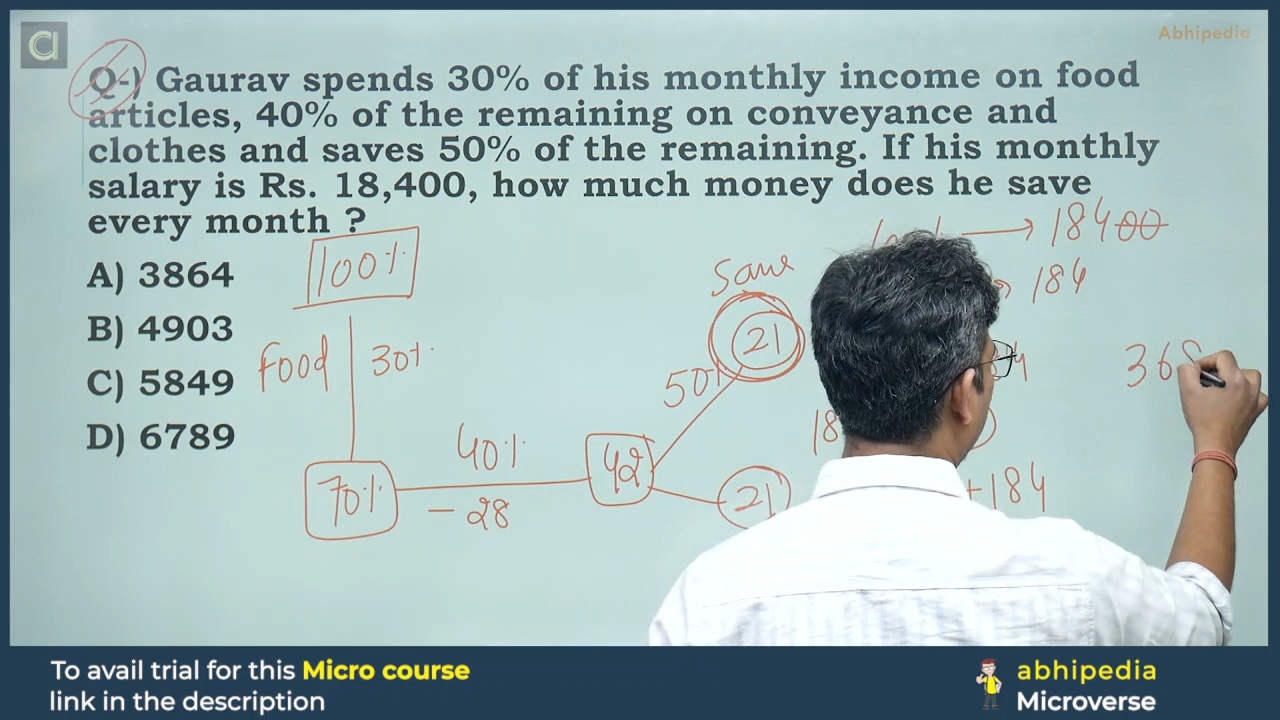 Abhipedia
Q-) Gaurav spends 30% of his monthly income on food
articles, 40% of the remaining on conveyance and
clothes and saves 50% of the remaining. If his monthly
salary is Rs. 18,400, how much money does he save
every month ?
A) 3864
B) 4903
C) 5849
D) 6789
100%
Food 30%
70%
40%
- 28
42
50%
Save
21
21
→ 18400
184
18
+184
368
To avail trial for this Micro course
link in the description
abhipedia
Microverse